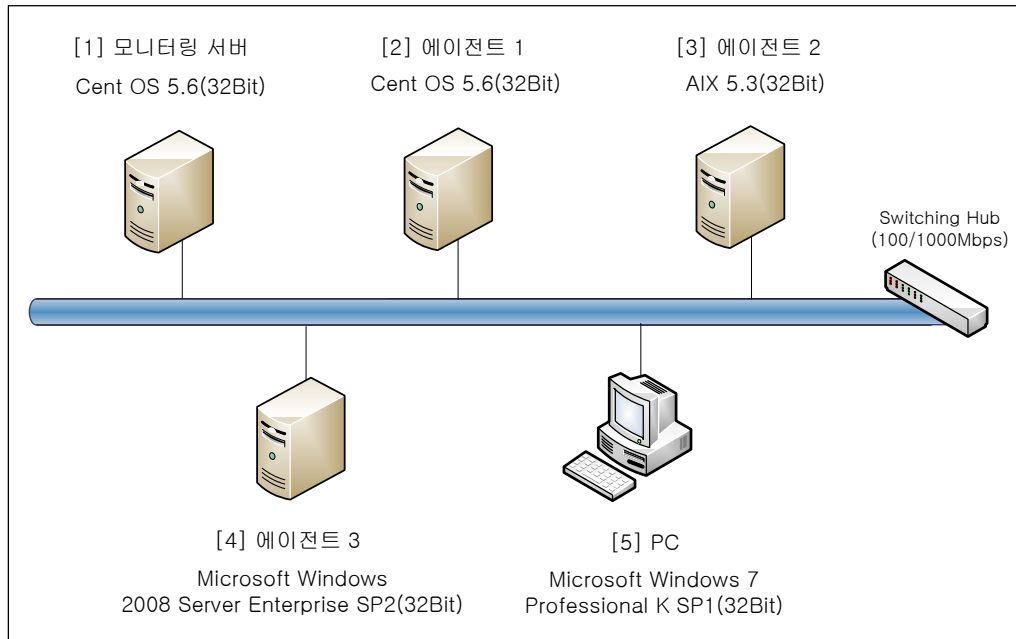 [1] 모니터링 서버
Cent OS 5.6(32Bit)
[2] 에이전트 1
Cent OS 5.6(32Bit)
[3] 에이전트 2
AIX 5.3(32Bit)
Switching Hub
(100/1000Mbps)
[4] 에이전트 3
Microsoft Windows
2008 Server Enterprise SP2(32Bit)
[5] PC
Microsoft Windows 7
Professional K SP1(32Bit)